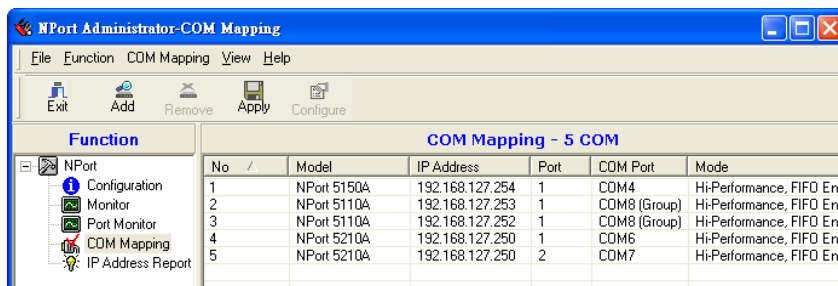 NPort Administrator-COM Mapping
File Function COM Mapping View Help
Exit Add Remove Apply Configure
Function
COM Mapping - 5 COM
NPort
Configuration
Monitor
Port Monitor
COM Mapping
IP Address Report
No Model IP Address Port COM Port Mode
1 NPort 5150A 192.168.127.254 1 COM4 Hi-Performance, FIFO En
2 NPort 5110A 192.168.127.253 1 COM8 (Group) Hi-Performance, FIFO En
3 NPort 5110A 192.168.127.252 1 COM8 (Group) Hi-Performance, FIFO En
4 NPort 5210A 192.168.127.250 1 COM6 Hi-Performance, FIFO En
5 NPort 5210A 192.168.127.250 2 COM7 Hi-Performance, FIFO En